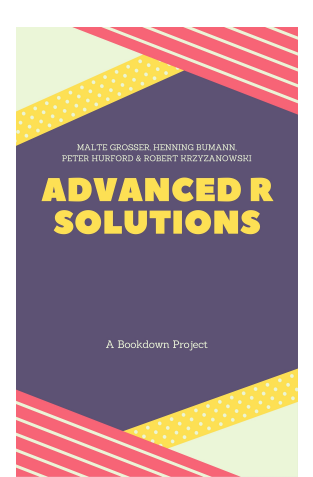 MALTE GROSSER, HENNING BUMANN,
PETER HURFORD & ROBERT KRZYZANOWSKI
ADVANCED R
SOLUTIONS
A Bookdown Project